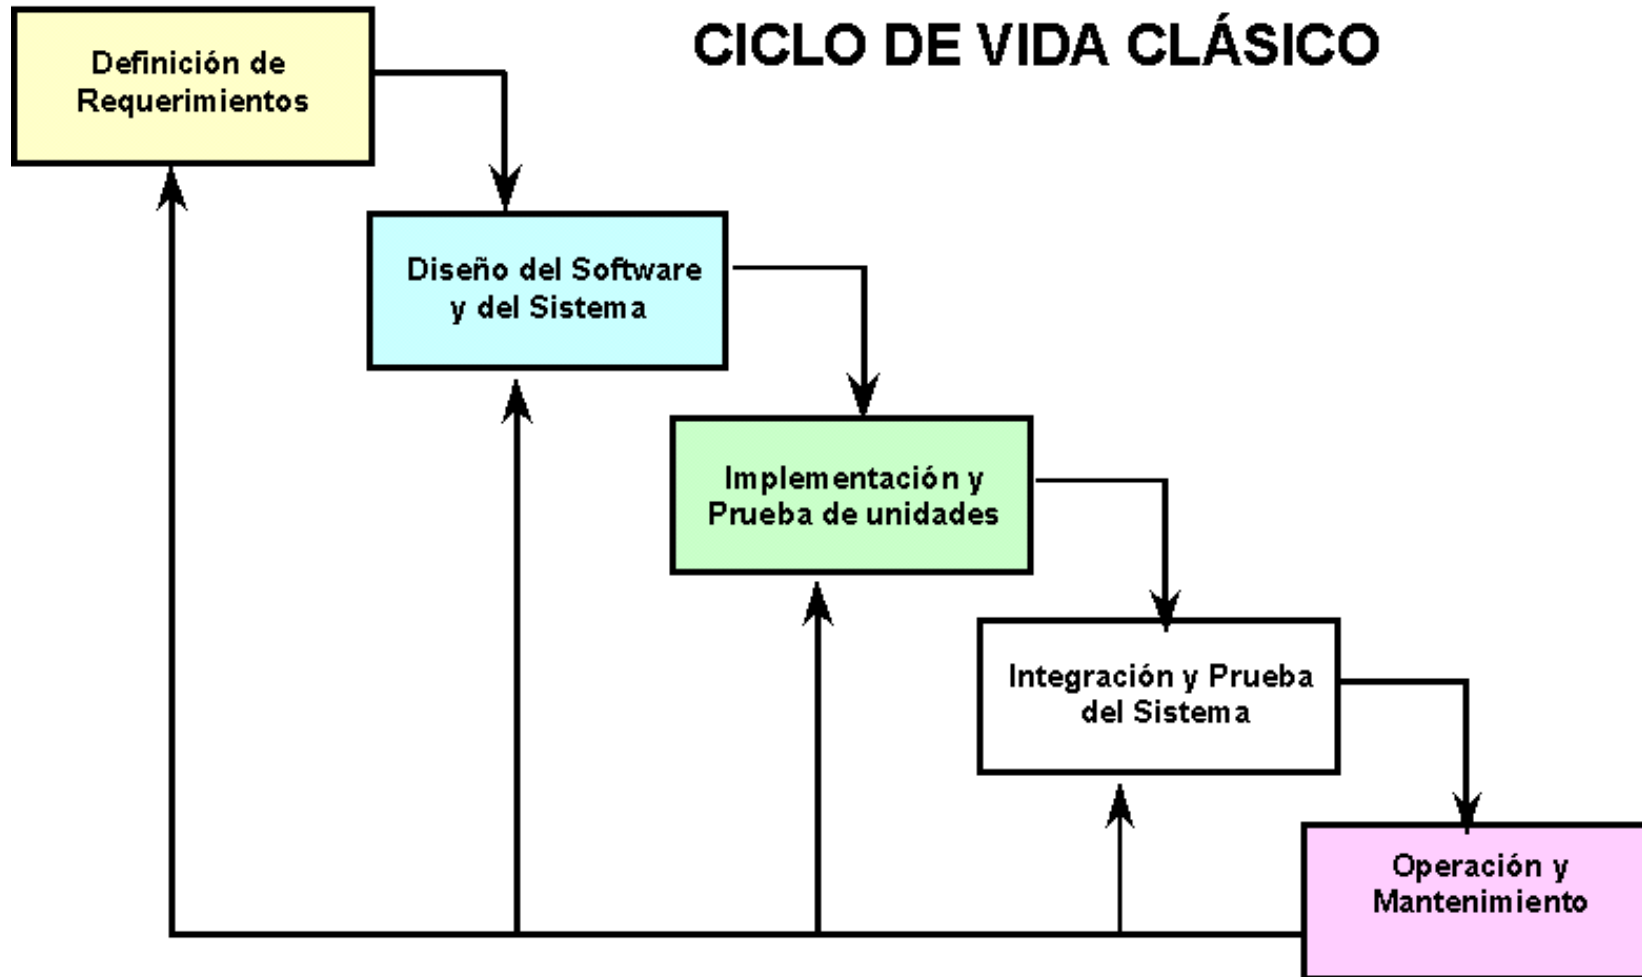 CICLO DE VIDA CLÁSICO
Definición de
Requerimientos
Diseño del Software
y del Sistema
Implementación y
Prueba de unidades
Integración y Prueba
del Sistema
Operación y
Mantenimiento